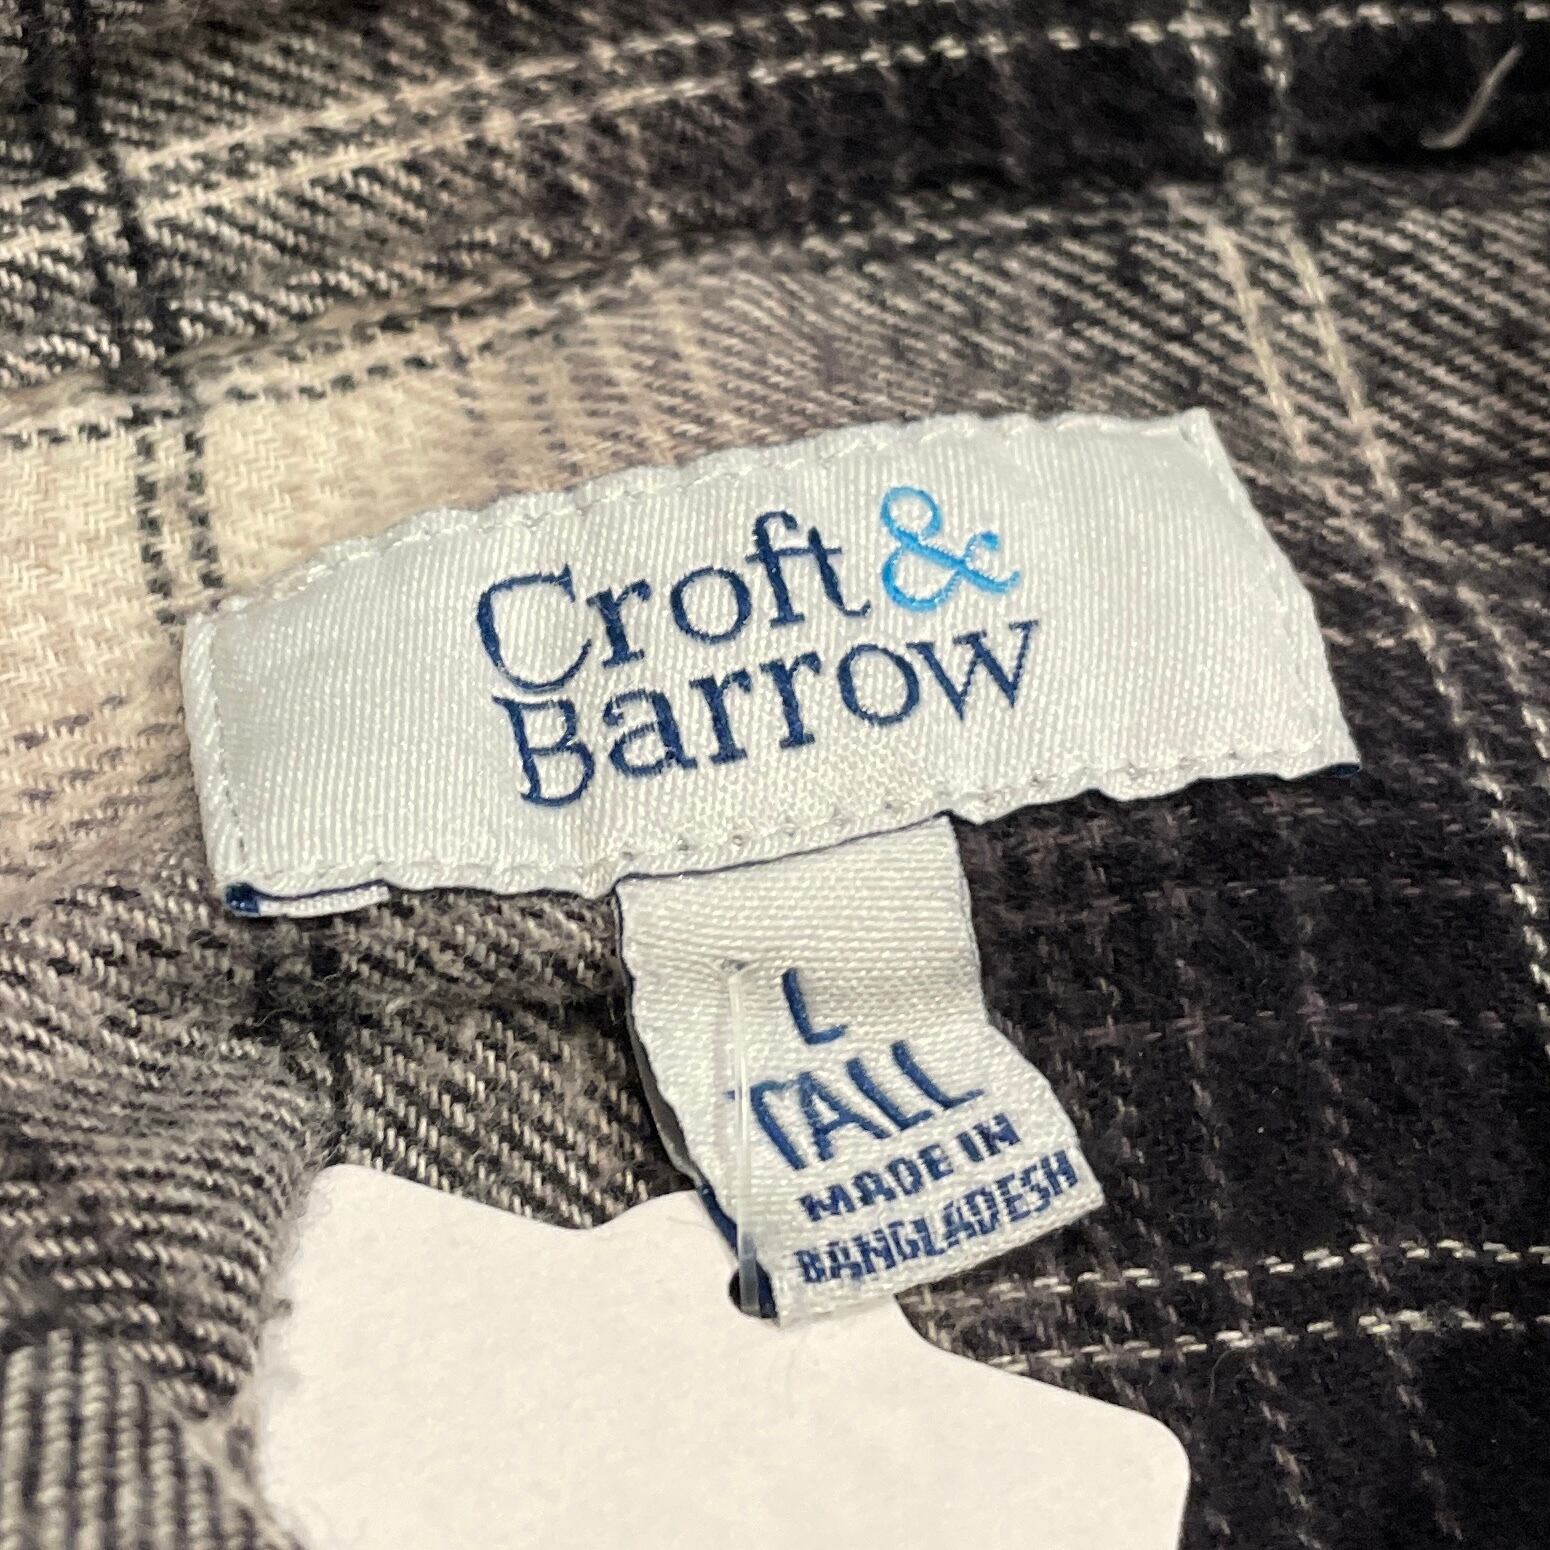 Croft &
Barrow
L
TALL
MADE IN
BANGLADESH